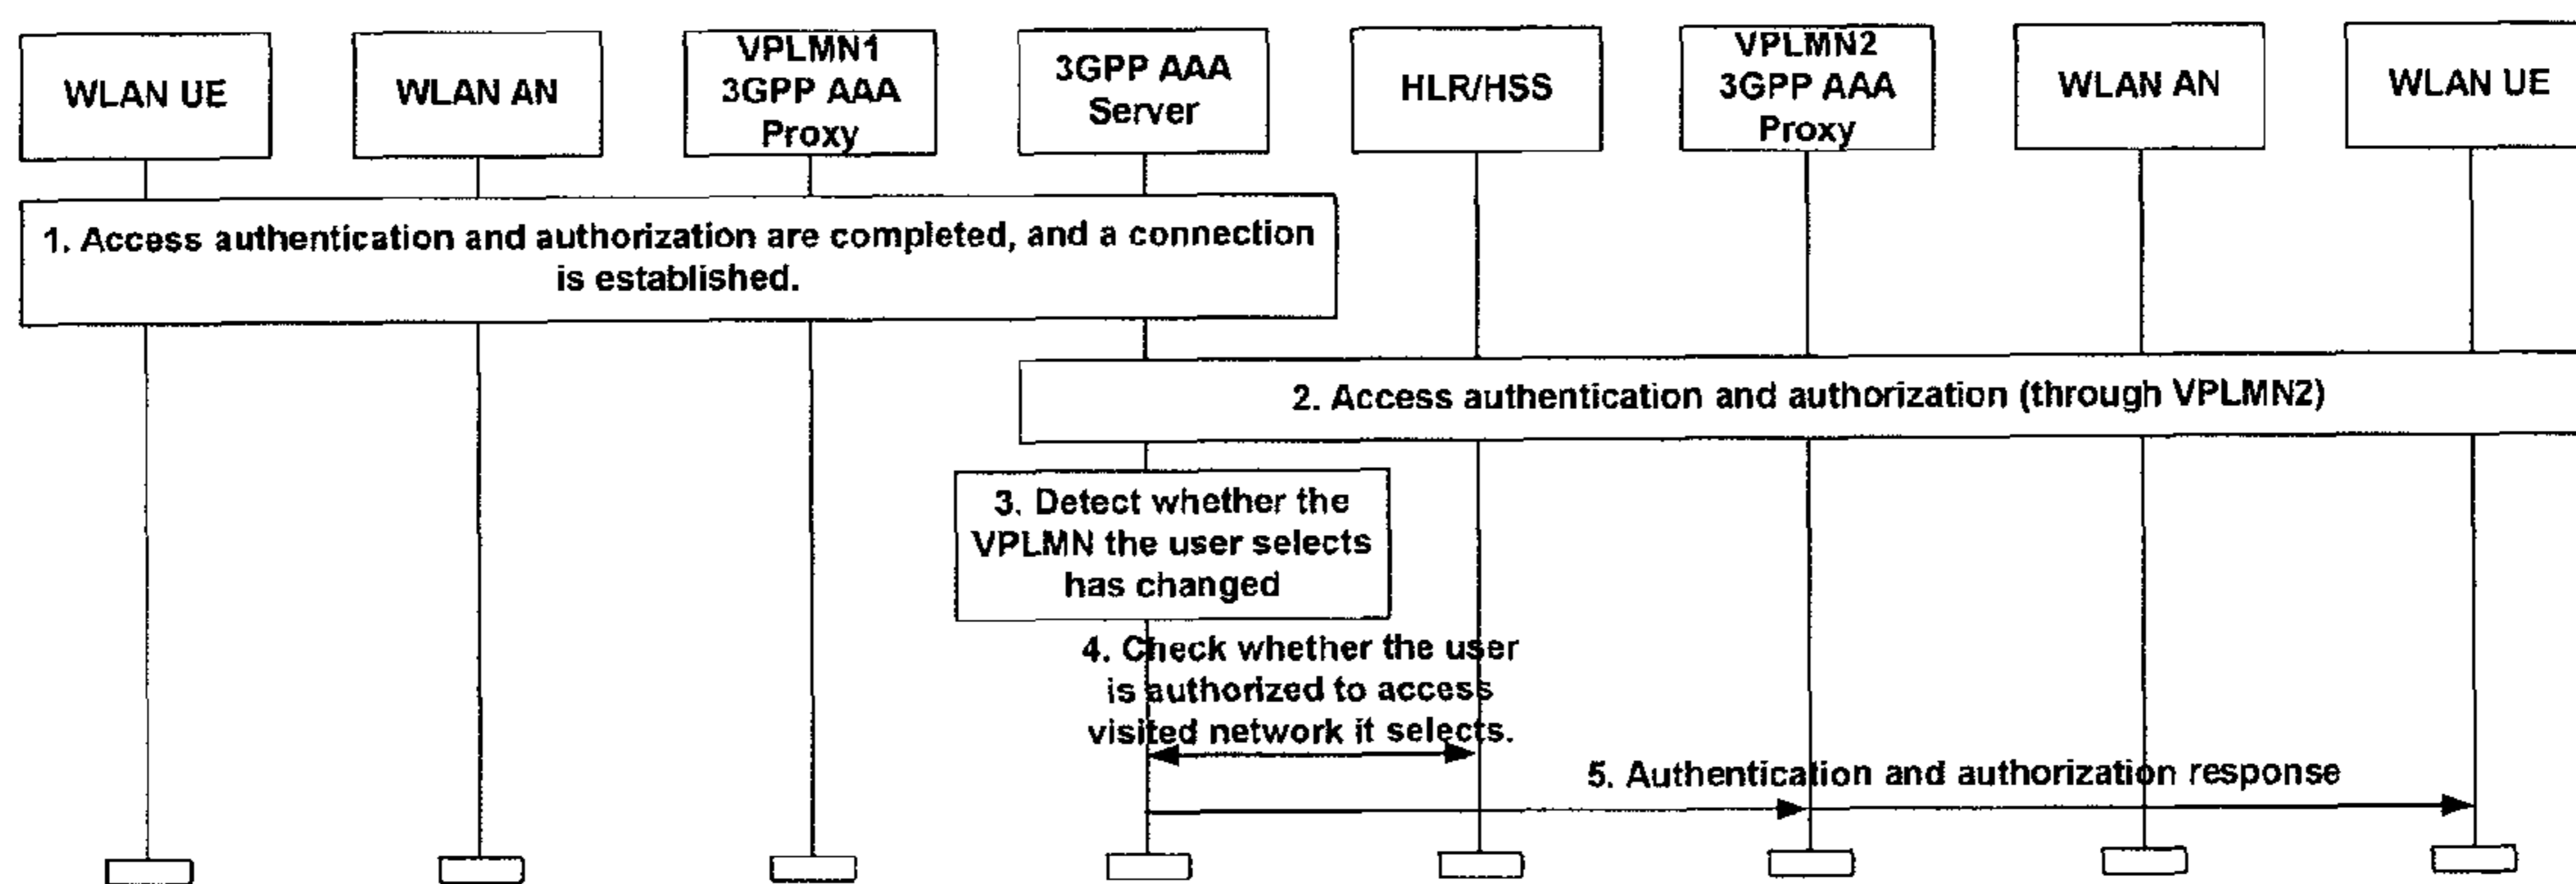 WLAN UE
WLAN AN
VPLMN1
3GPP AAA
Proxy
3GPP AAA
Server
HLR/HSS
VPLMN2
3GPP AAA
Proxy
WLAN AN
WLAN UE
1. Access authentication and authorization are completed, and a connection
is established.
2. Access authentication and authorization (through VPLMN2)
3. Detect whether the
VPLMN the user selects
has changed
4. Check whether the user
is authorized to access
visited network it selects.
5. Authentication and authorization response